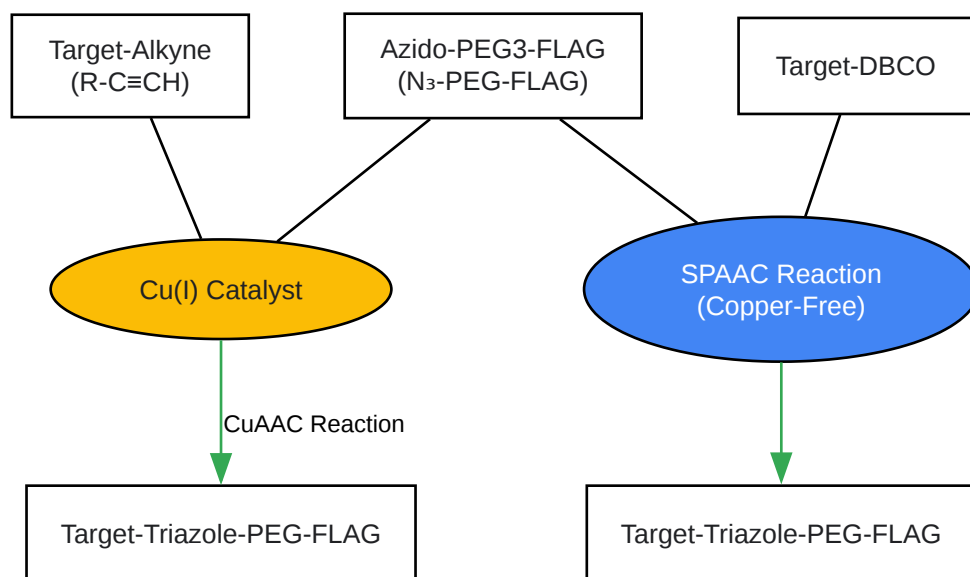 Target-Alkyne
(R-C≡CH)
Azido-PEG3-FLAG
(N₃-PEG-FLAG)
Target-DBCO
Cu(I) Catalyst
SPAAC Reaction
(Copper-Free)
CuAAC Reaction
Target-Triazole-PEG-FLAG
Target-Triazole-PEG-FLAG